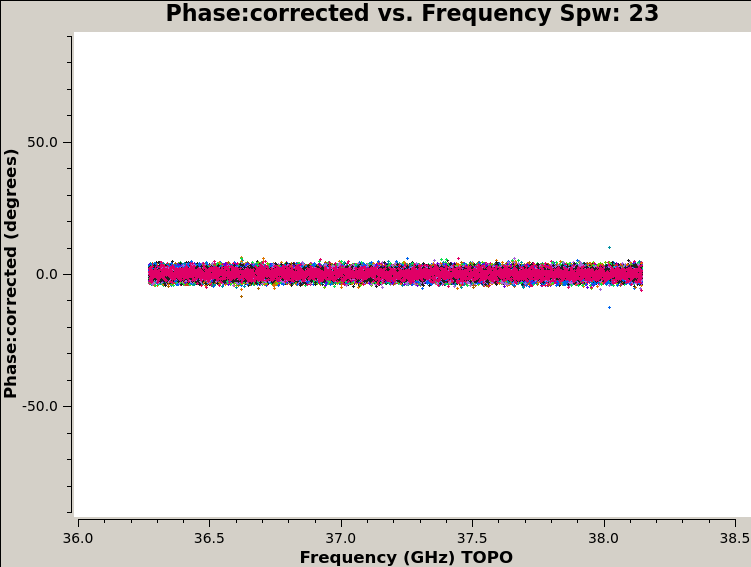 Phase:corrected vs. Frequency Spw: 23
Phase:corrected (degrees)
50.0
0.0
-50.0
36.0 36.5 37.0 37.5 38.0 38.5
Frequency (GHz) TOPO